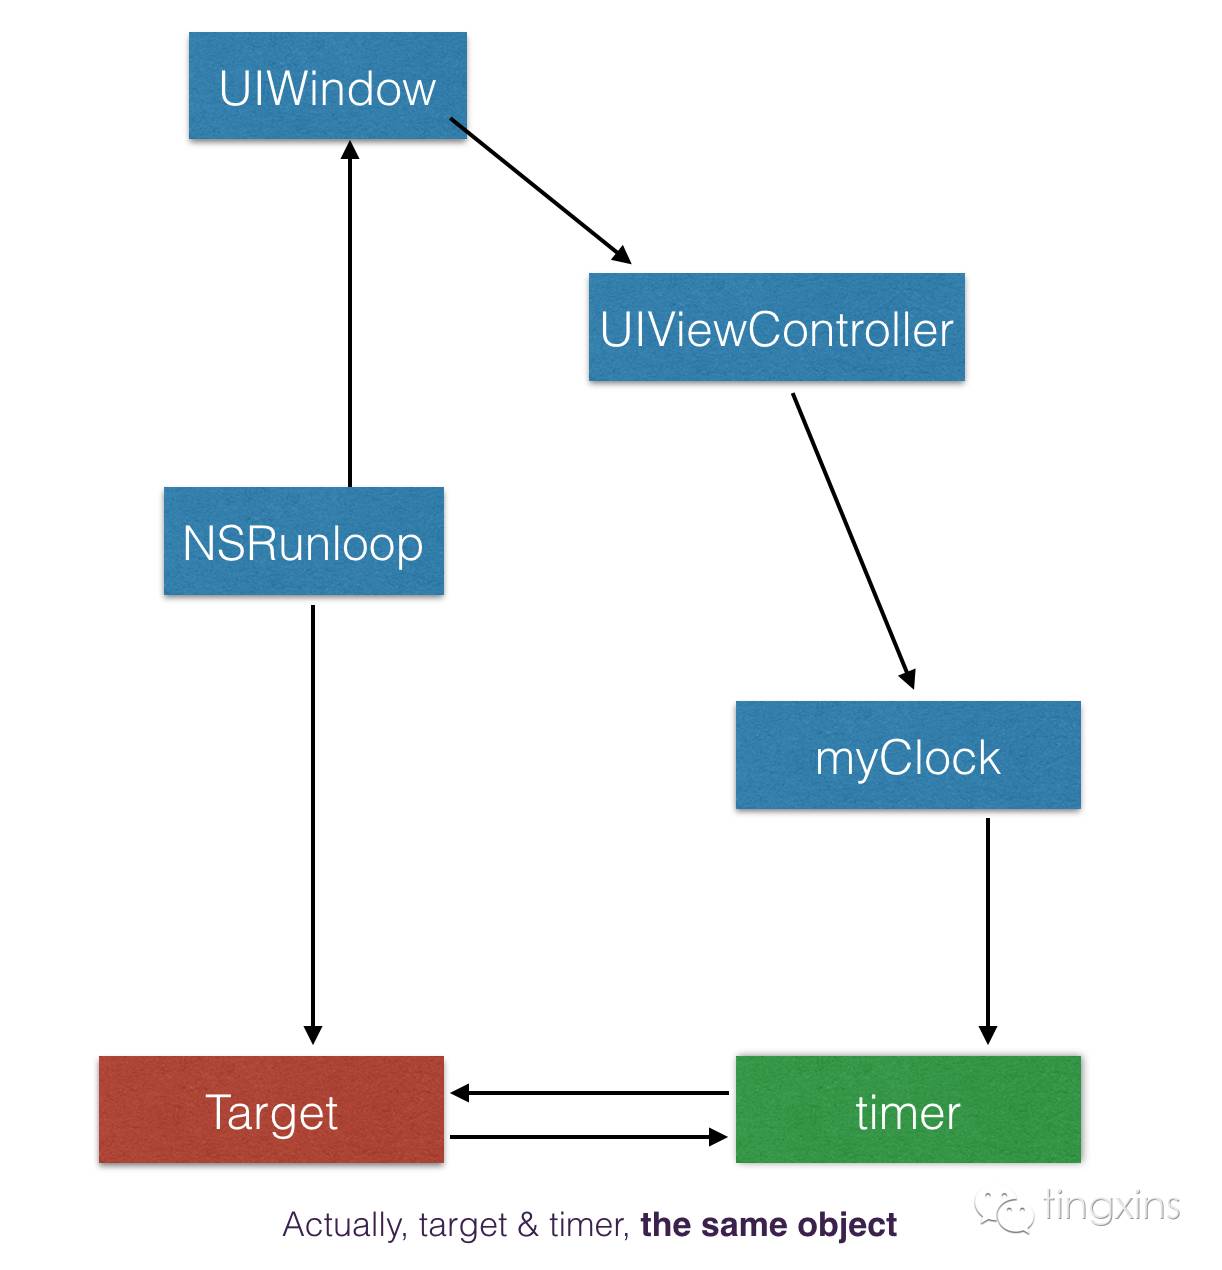 UIWindow
UIViewController
NSRunloop
myClock
Target
timer
Actually, target & timer, the same object
tingxins